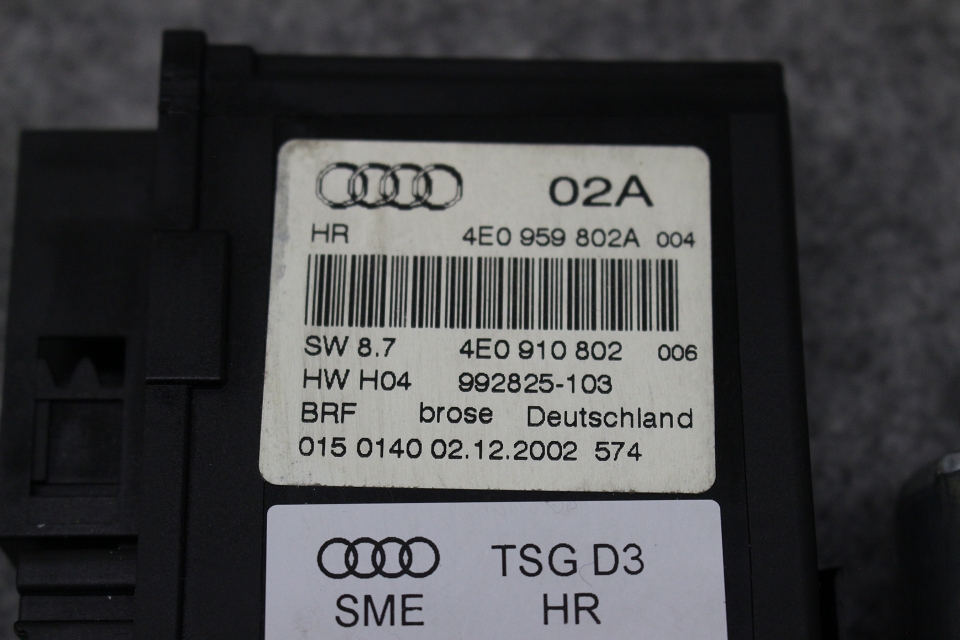 02A
HR 4E0 959 802A 004
SW 8.7 4E0 910 802 006
HW H04 992825-103
BRF brose Deutschland
015 0140 02.12.2002 574
TSG D3
SME HR